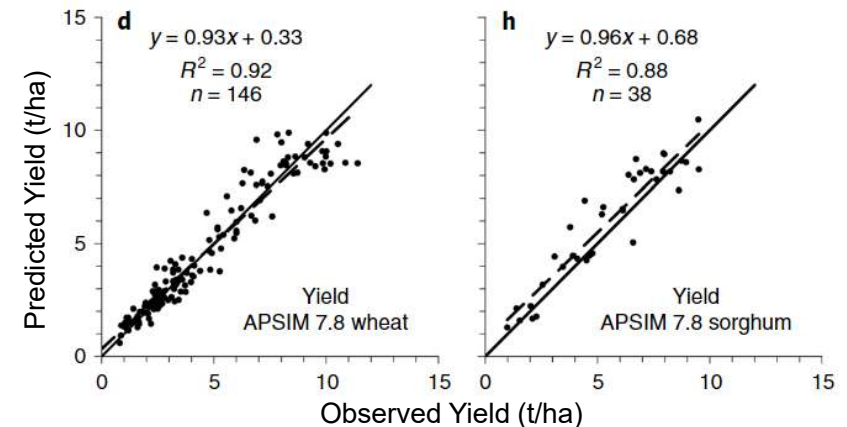 Predicted Yield (t/ha)
15
10
5
0
d
y = 0.93x + 0.33
R² = 0.92
n = 146
Yield
APSIM 7.8 wheat
0 5 10 15
h
y = 0.96x + 0.68
R² = 0.88
n = 38
Yield
APSIM 7.8 sorghum
0 5 10 15
Observed Yield (t/ha)